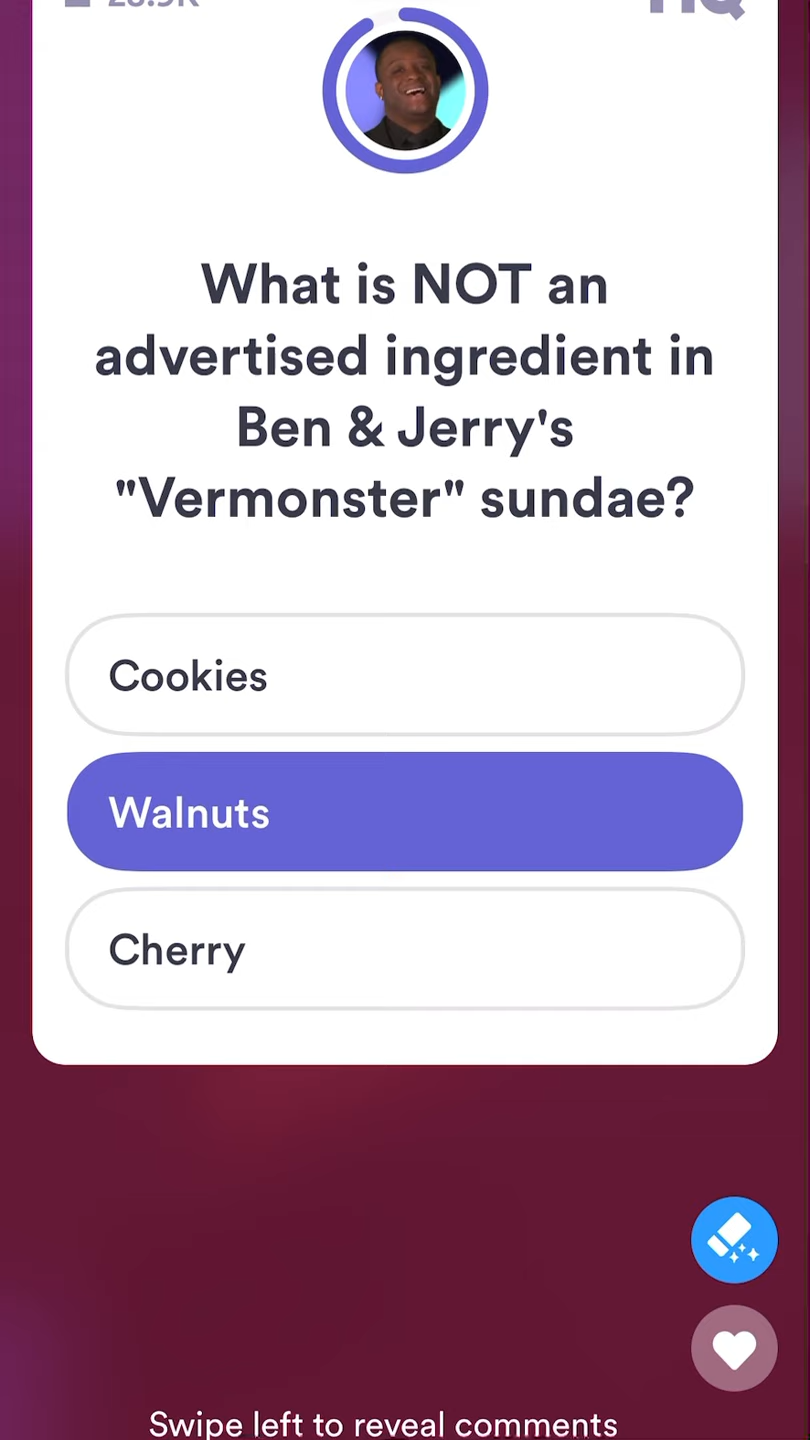 What is NOT an
advertised ingredient in
Ben & Jerry's
"Vermonster" sundae?
Cookies
Walnuts
Cherry
Swipe left to reveal comments